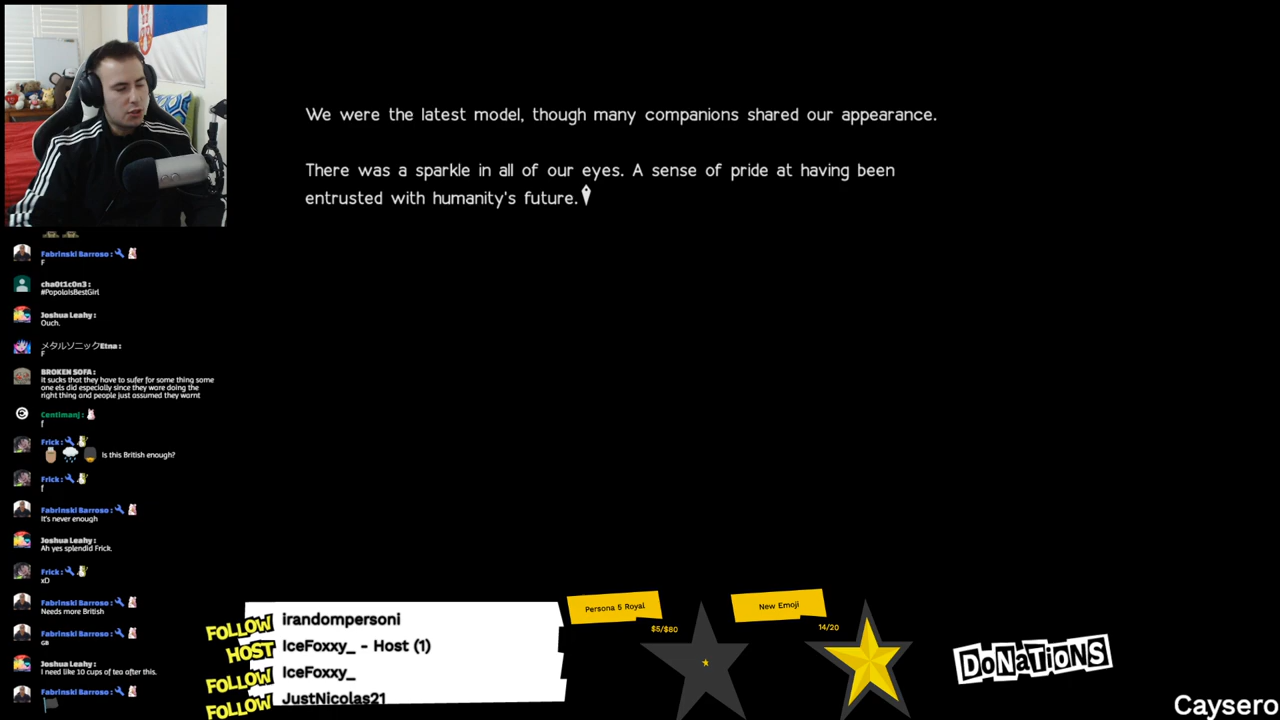 We were the latest model, though many companions shared our appearance.
There was a sparkle in all of our eyes. A sense of pride at having been
entrusted with humanity's future.
Fabrinski Barroso :
F
cha0t1c0n3 :
#PopolaIsBestGirl
Joshua Leahy :
Ouch.
メタルソニックEtna :
F
BROKEN SOFA :
It sucks that they have to sufer for some thing some
one els did especially since they ware doing the
right thing and people just assumed they warnt
Centimanj :
f
Frick :
Is this British enough?
Frick :
f
Fabrinski Barroso :
It's never enough
Joshua Leahy :
Ah yes splendid Frick.
Frick :
xD
Fabrinski Barroso :
Needs more British
Fabrinski Barroso :
ga
Joshua Leahy :
I need like 10 cups of tea after this.
Fabrinski Barroso :
FOLLOW irandompersoni
HOST IceFoxxy_ - Host (1)
FOLLOW IceFoxxy_
FOLLOW JustNicolas21
Persona 5 Royal
$5/$80
New Emoji
14/20
DONATIONS
Caysero